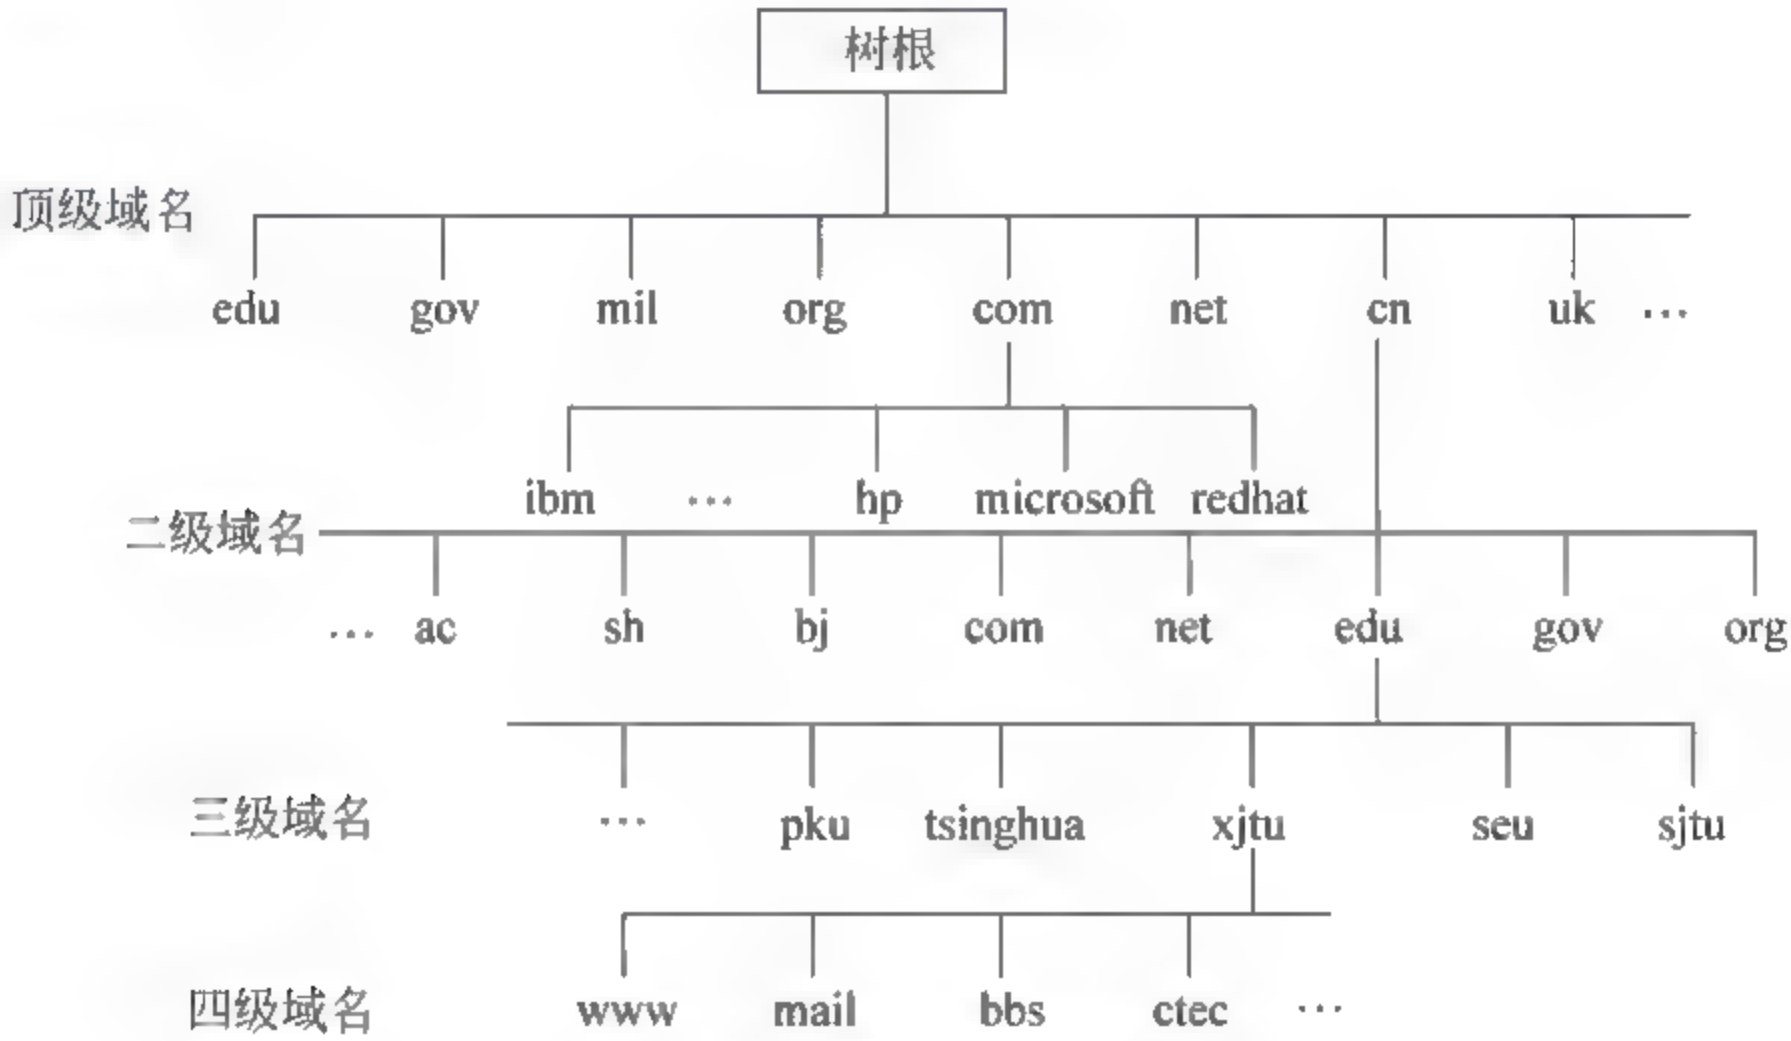 树根
顶级域名
edu gov mil org com net cn uk …
ibm … hp microsoft redhat
二级域名
… ac sh bj com net edu gov org
三级域名 … pku tsinghua xjtu seu sjtu
四级域名 www mail bbs ctec …